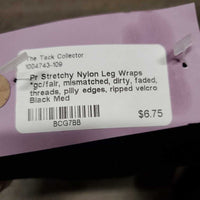 The Tack Collector
1004743-109
Pr Stretchy Nylon Leg Wraps
*gc/fair, mismatched, dirty, faded,
threads, pilly edges, ripped velcro
Black Med
$6.75
BCG7BB